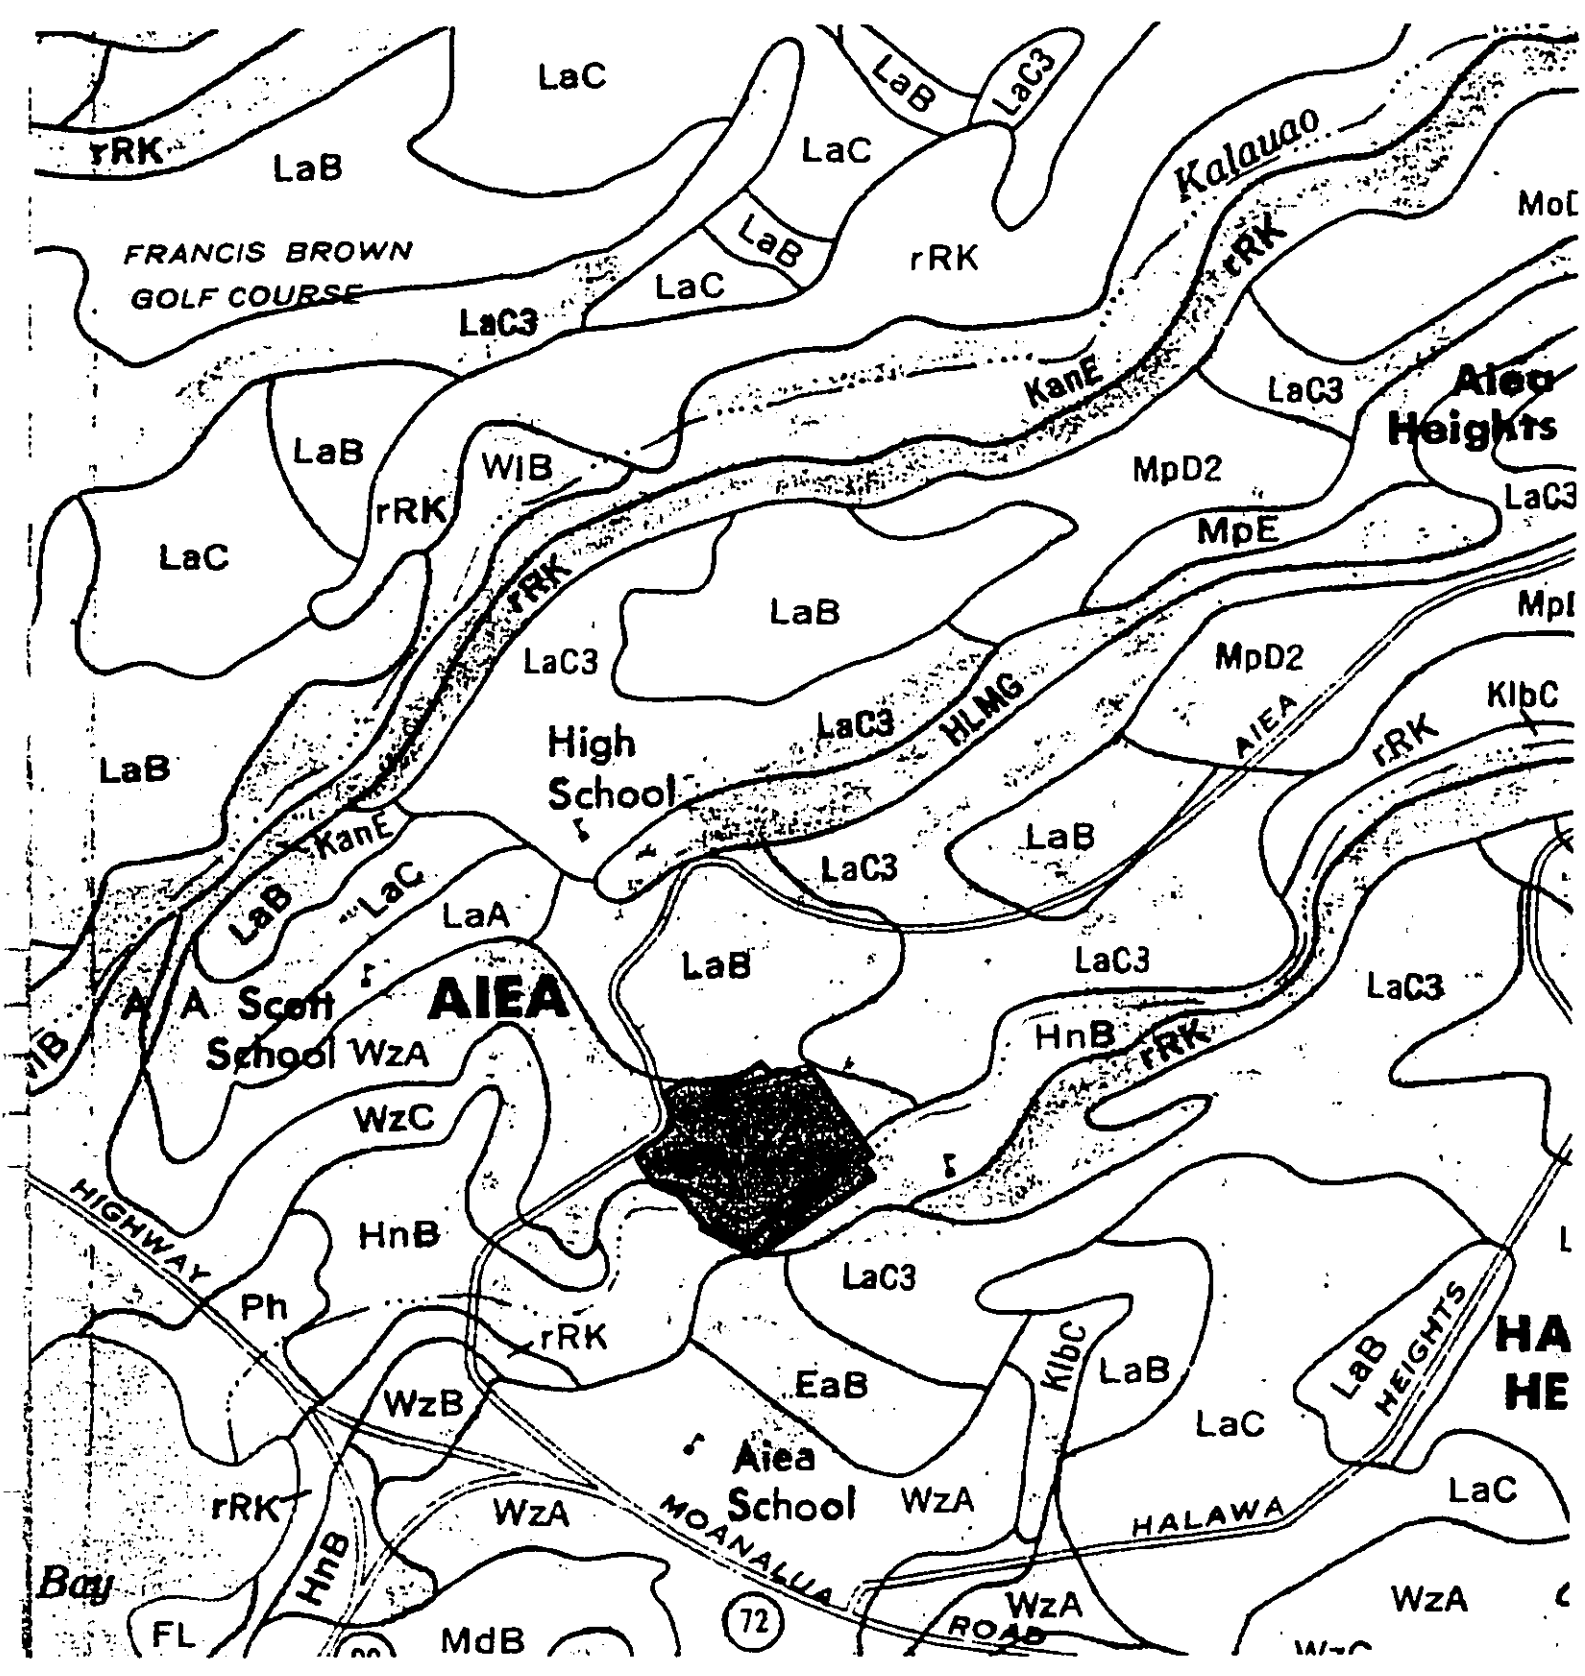 LaC
LaB
LaC3
rRK
LaB
LaC
Kalauao
FRANCIS BROWN
GOLF COURSE
LaB
rRK
rRK
LaC
LaC3
KanE
LaC3
Aiea
Heights
LaB
WIB
MpD2
rRK
LaC3
MpE
LaC
rRK
LaB
LaC3
MpD2
KlbC
HLMG
LaC3
AIEA
rRK
High
School
LaB
KanE
LaB
LaC3
LaC
LaB
LaA
LaB
LaC3
LaC3
A A Scott
School
AIEA
HnB
rRK
WzA
WzC
HIGHWAY
HnB
LaC3
Ph
rRK
KlbC
LaB
LaB
HEIGHTS
HA
HE
EaB
WzB
LaC
Aiea
School
rRK
WzA
WzA
LaC
MOANALUA
HALAWA
HnB
Bay
WzA
WzA
ROAD
72
FL
MdB